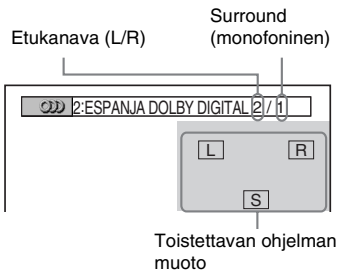 Surround
Etukanava (L/R) (monofoninen)
2:ESPANJA DOLBY DIGITAL 2 / 1
L R
S
Toistettavan ohjelman
muoto